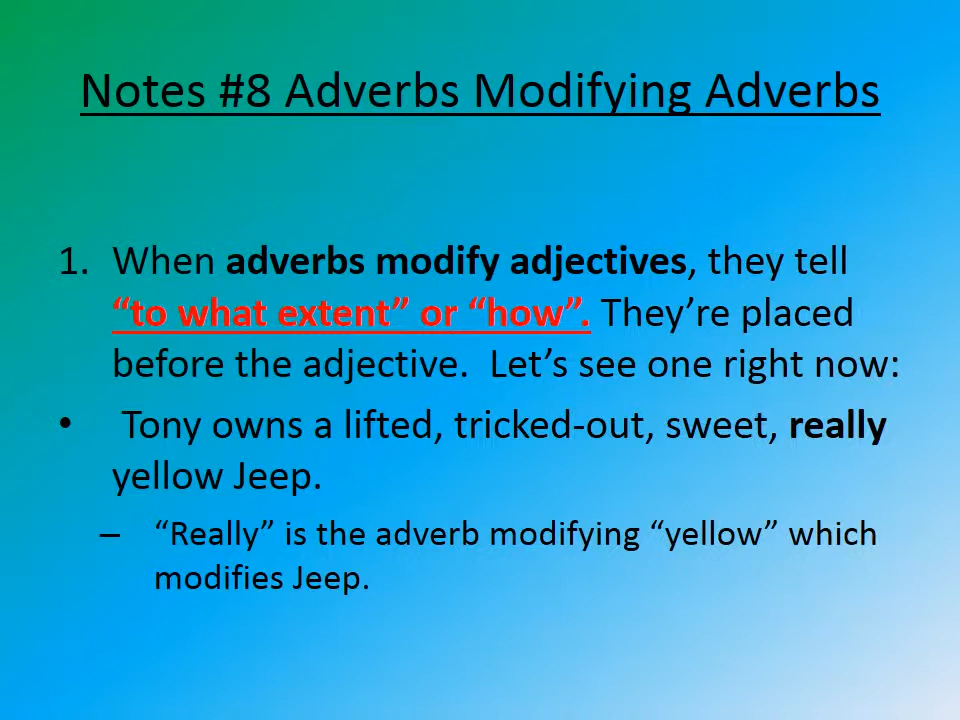 Notes #8 Adverbs Modifying Adverbs
1. When adverbs modify adjectives, they tell
“to what extent” or “how”. They’re placed
before the adjective.  Let’s see one right now:
• Tony owns a lifted, tricked-out, sweet, really
yellow Jeep.
– “Really” is the adverb modifying “yellow” which
modifies Jeep.